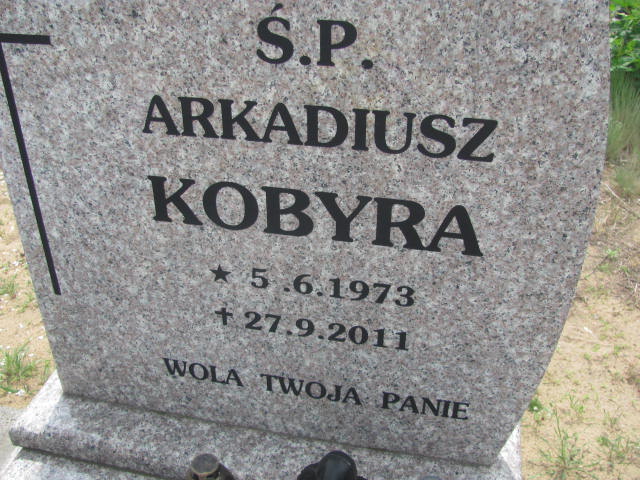 Ś.P.
ARKADIUSZ
KOBYRA
★ 5.6.1973
✝ 27.9.2011
WOLA TWOJA PANIE